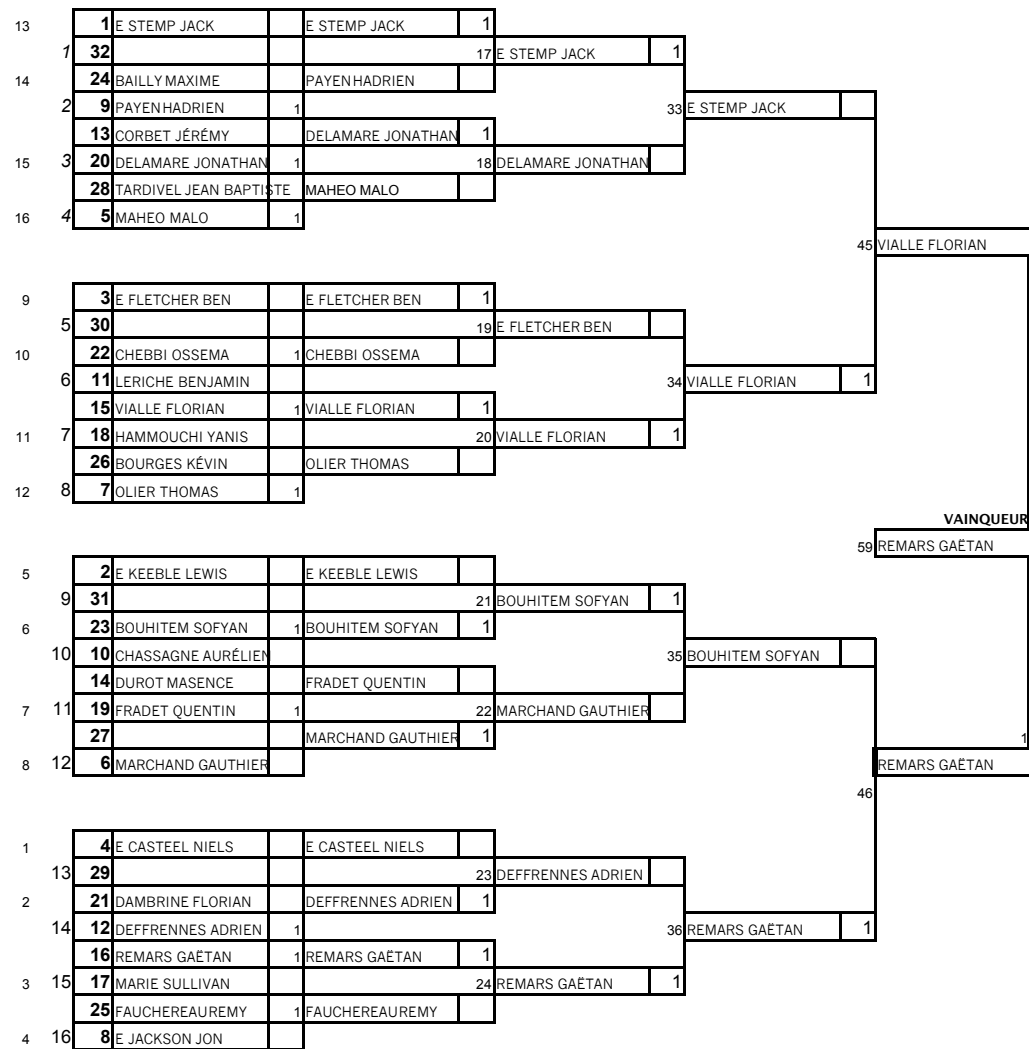 13 1 E STEMP JACK E STEMP JACK 1
1 32 17 E STEMP JACK 1
14 24 BAILLY MAXIME PAYEN HADRIEN
2 9 PAYEN HADRIEN 1 33 E STEMP JACK
13 CORBET JÉRÉMY DELAMARE JONATHAN 1
15 3 20 DELAMARE JONATHAN 1 18 DELAMARE JONATHAN
28 TARDIVEL JEAN BAPTISTE MAHEO MALO
16 4 5 MAHEO MALO 1
45 VIALLE FLORIAN
9 3 E FLETCHER BEN E FLETCHER BEN 1
5 30 19 E FLETCHER BEN
10 22 CHEBBI OSSEMA 1 CHEBBI OSSEMA
6 11 LERICHE BENJAMIN 34 VIALLE FLORIAN 1
15 VIALLE FLORIAN 1 VIALLE FLORIAN 1
11 7 18 HAMMOUCHI YANIS 20 VIALLE FLORIAN 1
26 BOURGES KÉVIN OLIER THOMAS
12 8 7 OLIER THOMAS 1
VAINQUEUR
59 REMARS GAËTAN
5 2 E KEEBLE LEWIS E KEEBLE LEWIS
9 31 21 BOUHITEM SOFYAN 1
6 23 BOUHITEM SOFYAN 1 BOUHITEM SOFYAN 1
10 10 CHASSAGNE AURÉLIEN 35 BOUHITEM SOFYAN
14 DUROT MASENCE FRADET QUENTIN
7 11 19 FRADET QUENTIN 1 22 MARCHAND GAUTHIER
27 MARCHAND GAUTHIER 1 1
8 12 6 MARCHAND GAUTHIER REMARS GAËTAN
46
1 4 E CASTEEL NIELS E CASTEEL NIELS
13 29 23 DEFFRENNES ADRIEN
2 21 DAMBRINE FLORIAN DEFFRENNES ADRIEN 1
14 12 DEFFRENNES ADRIEN 1 36 REMARS GAËTAN 1
16 REMARS GAËTAN 1 REMARS GAËTAN 1
3 15 17 MARIE SULLIVAN 24 REMARS GAËTAN 1
25 FAUCHEREAUREMY 1 FAUCHEREAUREMY
4 16 8 E JACKSON JON